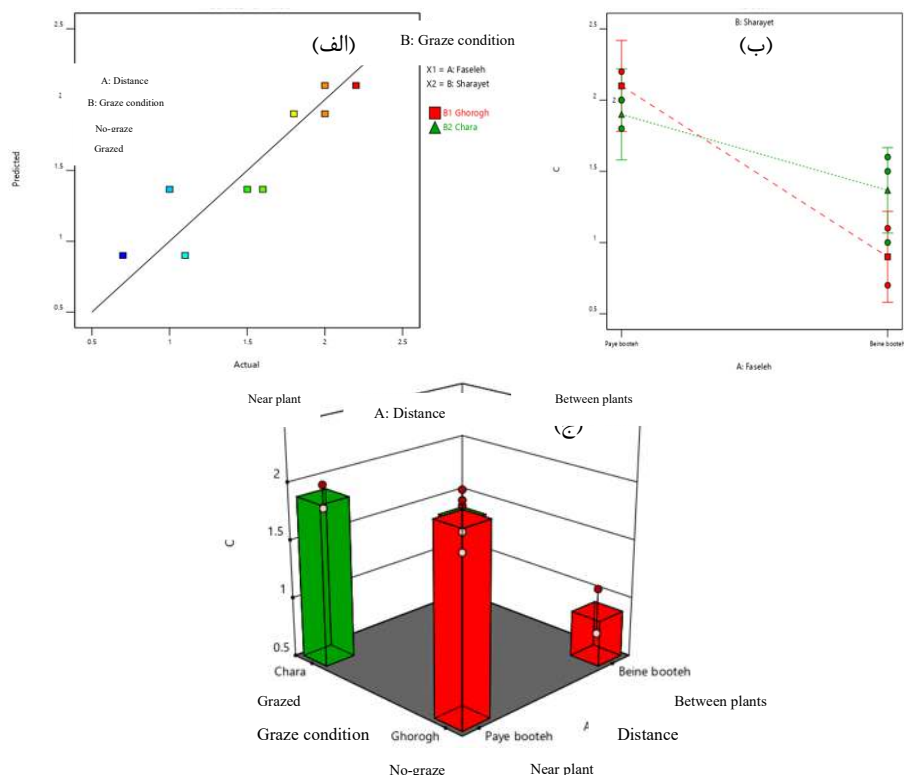 (الف)
B: Graze condition
A: Distance
B: Graze condition
No-graze
Grazed
Predicted
2.5
2
1.5
1
0.5
0.5
1
1.5
2
2.5
Actual
X1 = A: Faseleh
X2 = B: Sharayet
B1 Ghorogh
B2 Chara
B: Sharayet
(ب)
C
2.5
2
1.5
1
0.5
Paye booteh
Beine booteh
A: Faseleh
Near plant
Between plants
A: Distance
(ج)
C
2
1.5
1
0.5
Chara
Beine booteh
Grazed
Between plants
Graze condition
Ghorogh
Paye booteh
Distance
No-graze
Near plant